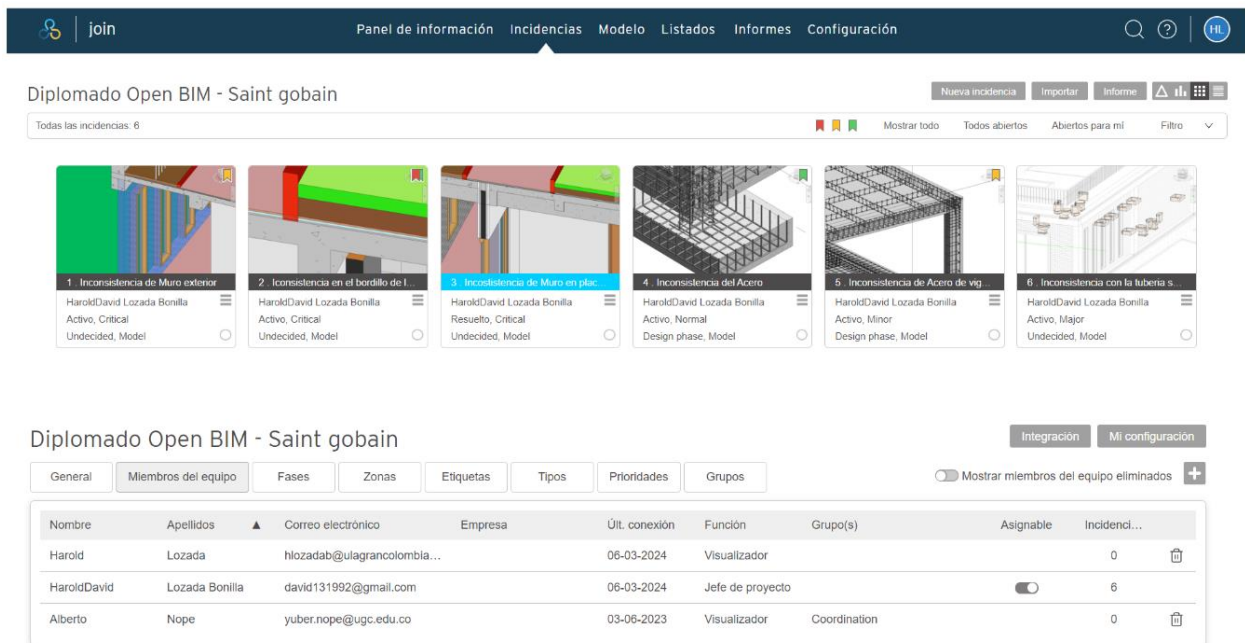 join
Panel de información Incidencias Modelo Listados Informes Configuración
HL
Diplomado Open BIM - Saint gobain
Nueva incidencia Importar Informe
Todas las incidencias: 6
Mostrar todo Todos abiertos Abiertos para mí Filtro
1 . Inconsistencia de Muro exterior
HaroldDavid Lozada Bonilla
Activo, Critical
Undecided, Model
2 . Iconsistencia en el bordillo de l...
HaroldDavid Lozada Bonilla
Activo, Critical
Undecided, Model
3 . Incostistencia de Muro en plac...
HaroldDavid Lozada Bonilla
Resuelto, Critical
Undecided, Model
4 . Inconsistencia del Acero
HaroldDavid Lozada Bonilla
Activo, Normal
Design phase, Model
5 . Inconsistencia de Acero de vig...
HaroldDavid Lozada Bonilla
Activo, Minor
Design phase, Model
6 . Inconsistencia con la tuberia s...
HaroldDavid Lozada Bonilla
Activo, Major
Undecided, Model
Diplomado Open BIM - Saint gobain
Integración Mi configuración
General Miembros del equipo Fases Zonas Etiquetas Tipos Prioridades Grupos
Mostrar miembros del equipo eliminados
Nombre Apellidos Correo electrónico Empresa Últ. conexión Función Grupo(s) Asignable Incidenci...
Harold Lozada hlozadab@ulagrancolombia... 06-03-2024 Visualizador 0
HaroldDavid Lozada Bonilla david131992@gmail.com 06-03-2024 Jefe de proyecto 6
Alberto Nope yuber.nope@ugc.edu.co 03-06-2023 Visualizador Coordination 0